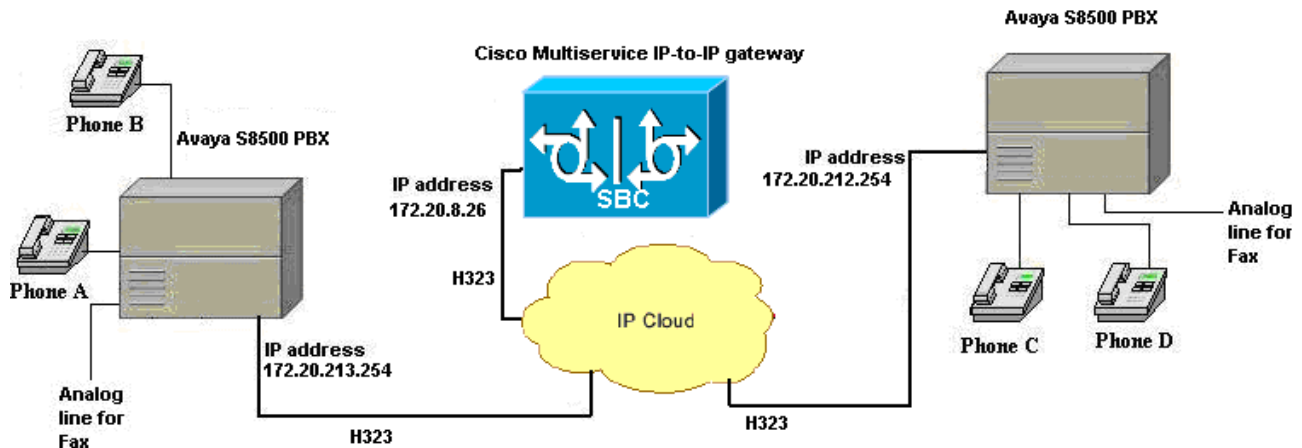 Avaya S8500 PBX
Cisco Multiservice IP-to-IP gateway
Phone B
Avaya S8500 PBX
IP address
172.20.8.26
SBC
IP address
172.20.212.254
Analog
line for
Fax
Phone A
H323
IP Cloud
Phone C
Phone D
IP address
172.20.213.254
Analog
line for
Fax
H323
H323